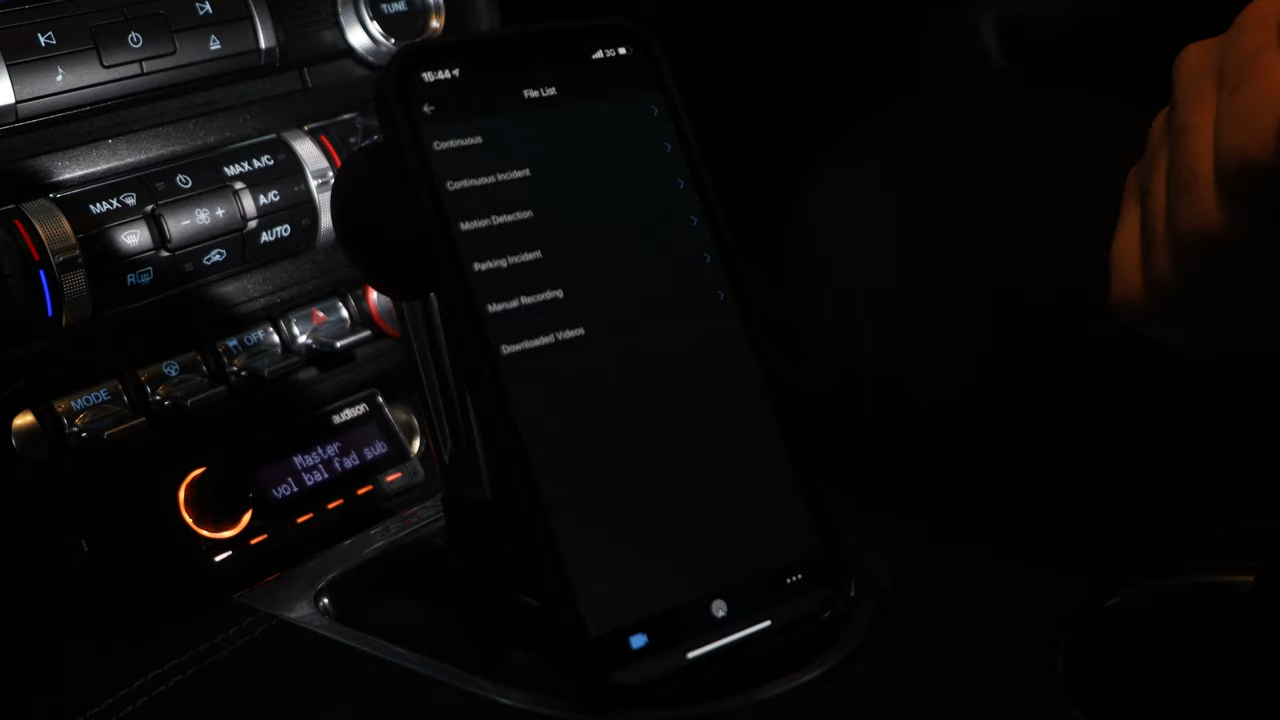 TUNE
MAX A/C
MAX
A/C
- +
AUTO
R
OFF
MODE
audison
Master
vol bal fad sub
15:44
3G
File List
Continuous
Continuous Incident
Motion Detection
Parking Incident
Manual Recording
Downloaded Videos